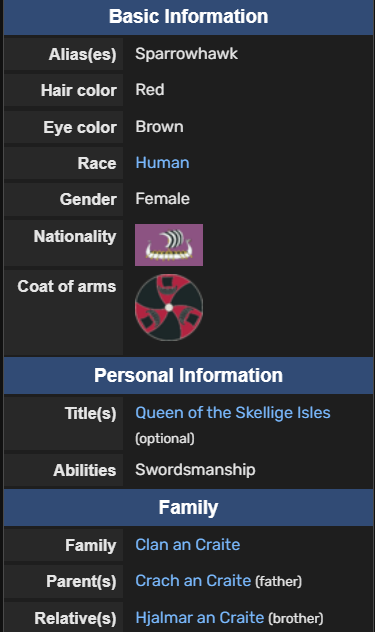 Basic Information
Alias(es) Sparrowhawk
Hair color Red
Eye color Brown
Race Human
Gender Female
Nationality
Coat of arms
Personal Information
Title(s) Queen of the Skellige Isles
(optional)
Abilities Swordsmanship
Family
Family Clan an Craite
Parent(s) Crach an Craite (father)
Relative(s) Hjalmar an Craite (brother)